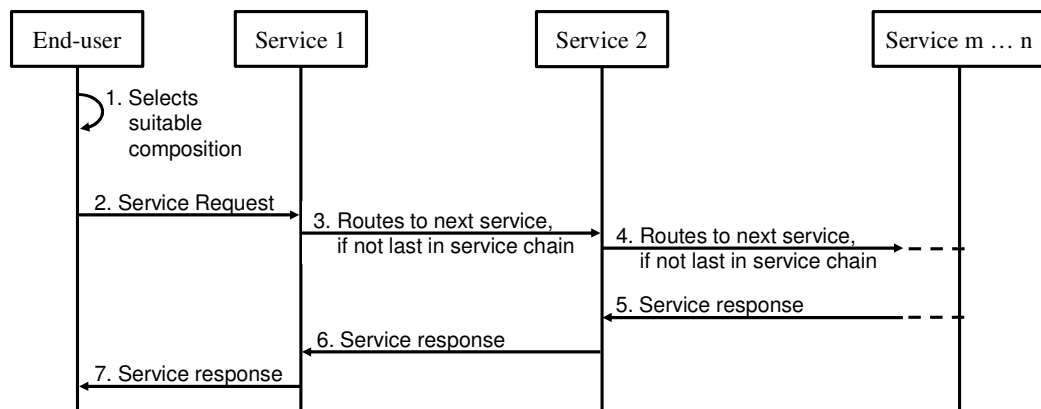 End-user
Service 1
Service 2
Service m … n
1. Selects
suitable
composition
2. Service Request
3. Routes to next service,
if not last in service chain
4. Routes to next service,
if not last in service chain
5. Service response
6. Service response
7. Service response